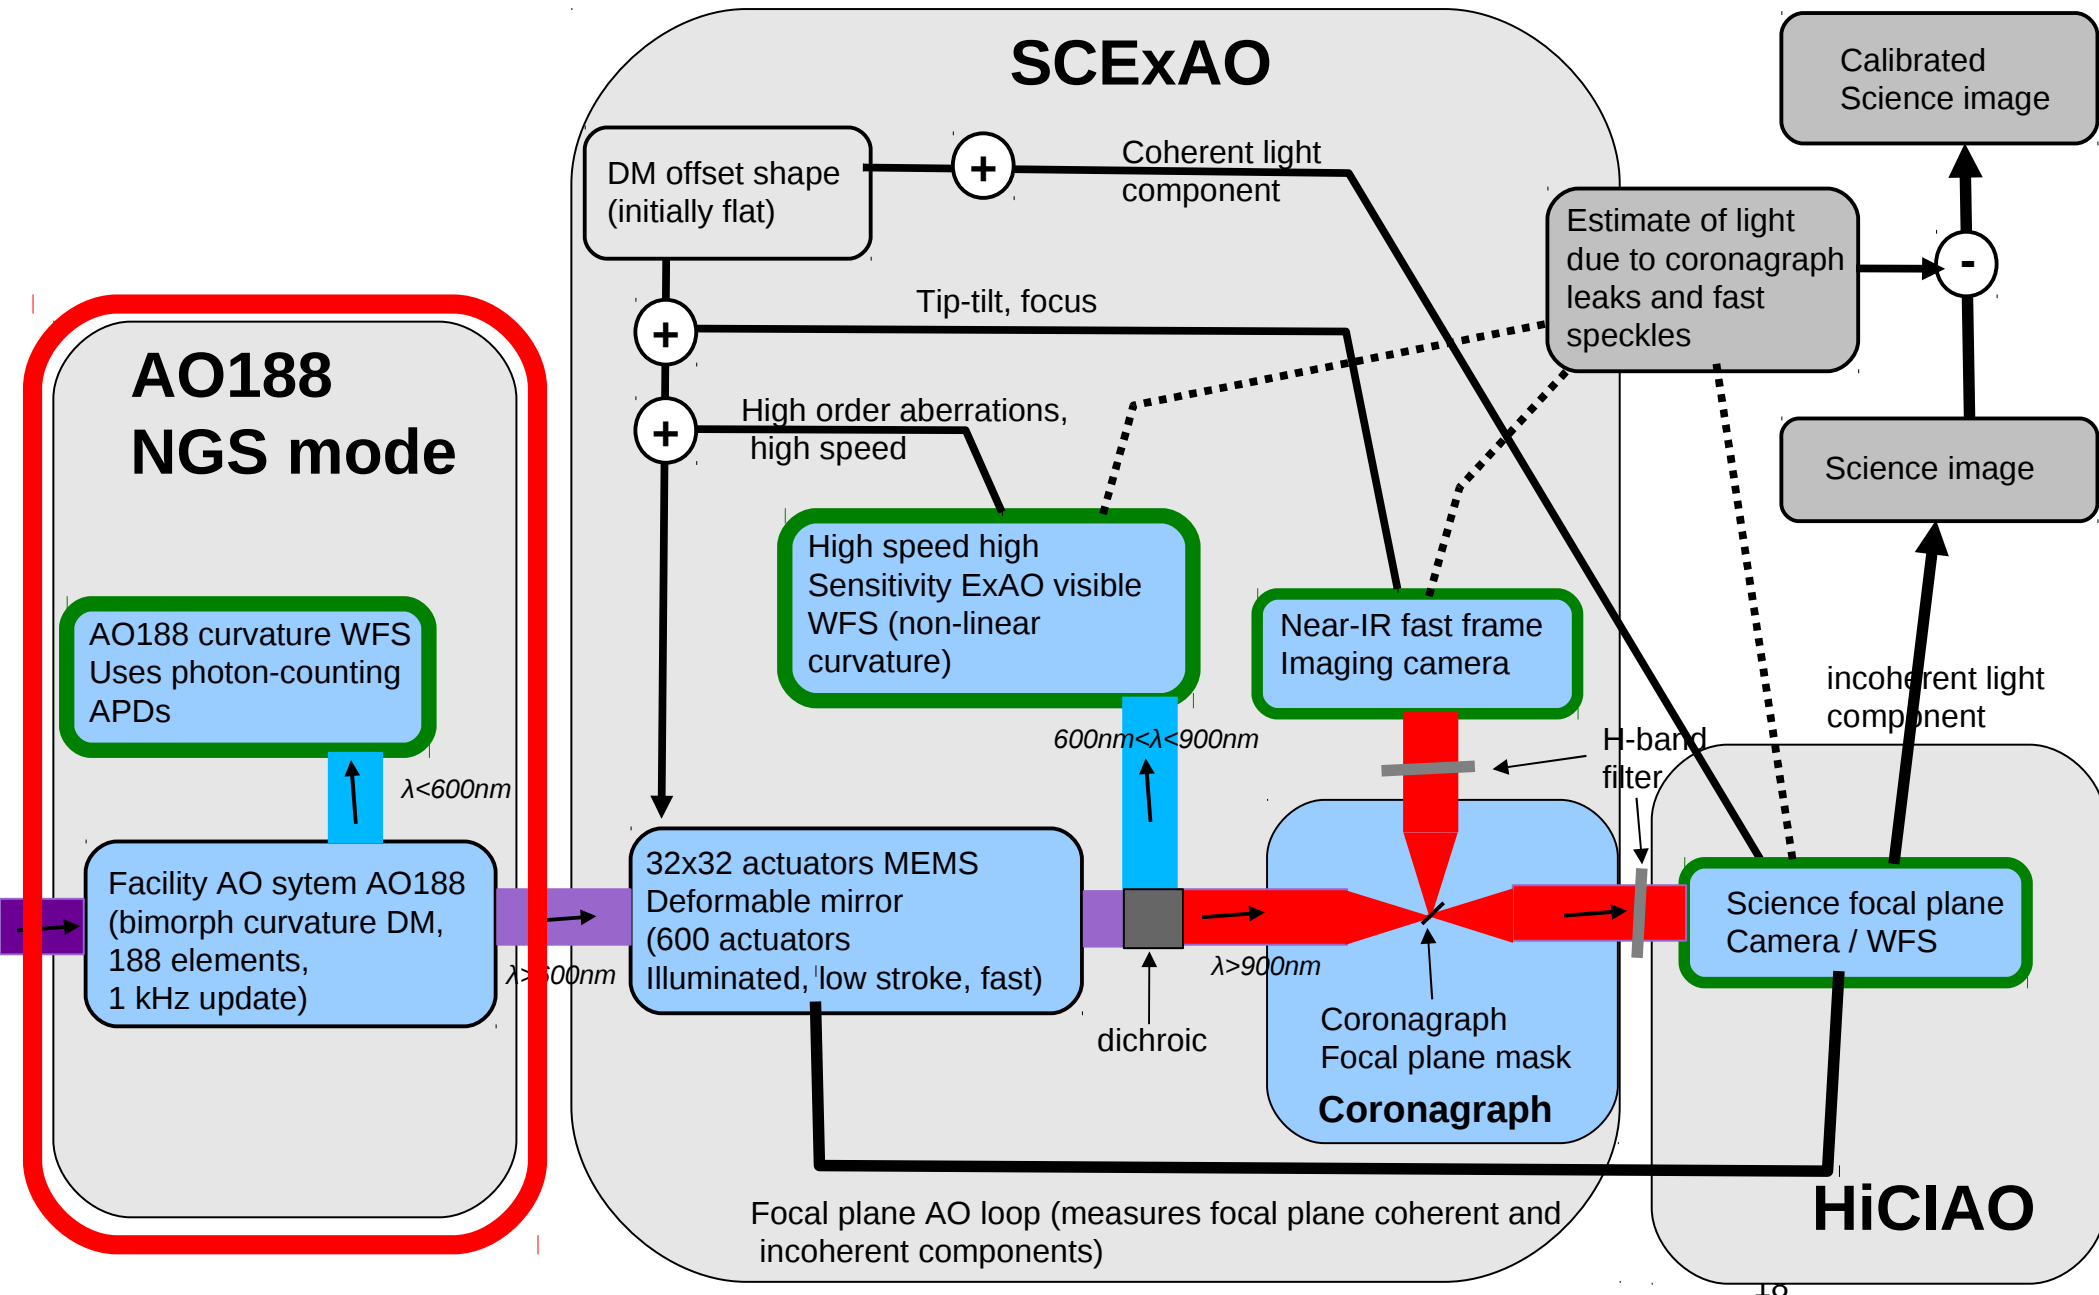 SCExAO
Calibrated
Science image
DM offset shape
(initially flat)
+
Coherent light
component
Estimate of light
due to coronagraph
leaks and fast
speckles
-
Tip-tilt, focus
+
AO188
NGS mode
High order aberrations,
high speed
+
Science image
High speed high
Sensitivity ExAO visible
WFS (non-linear
curvature)
AO188 curvature WFS
Uses photon-counting
APDs
Near-IR fast frame
Imaging camera
incoherent light
component
600nm<λ<900nm
H-band
filter
λ<600nm
Facility AO sytem AO188
(bimorph curvature DM,
188 elements,
1 kHz update)
λ>600nm
32x32 actuators MEMS
Deformable mirror
(600 actuators
Illuminated, low stroke, fast)
λ>900nm
Science focal plane
Camera / WFS
dichroic
Coronagraph
Focal plane mask
Coronagraph
HiCIAO
Focal plane AO loop (measures focal plane coherent and
incoherent components)
18